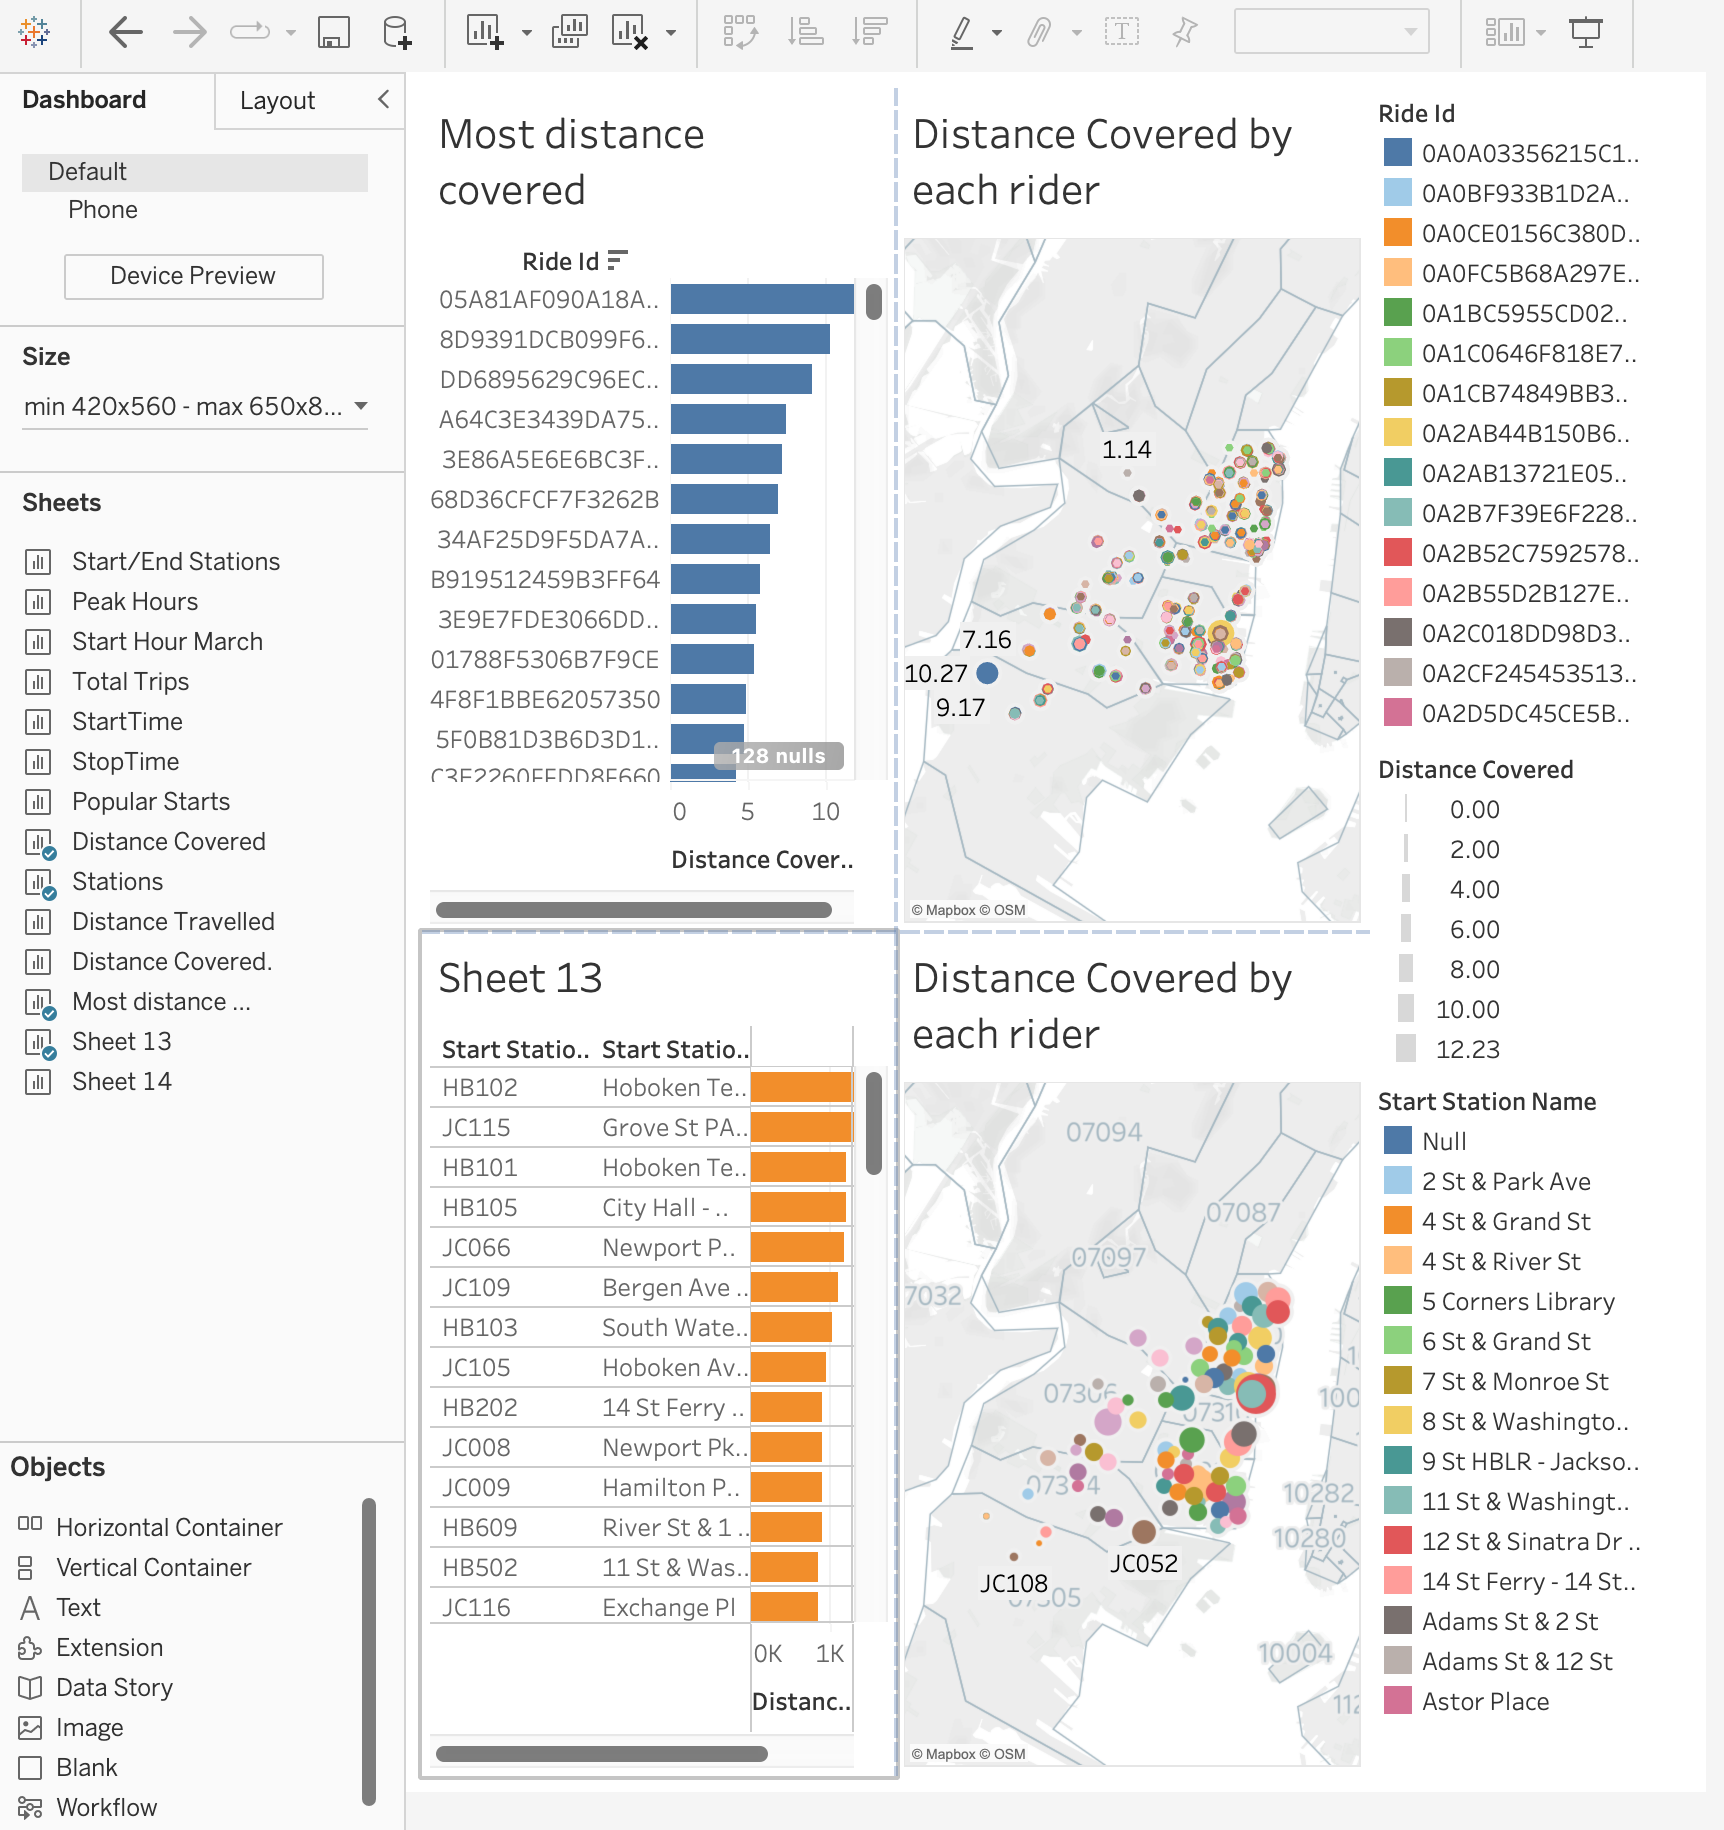 Dashboard
Layout
Default
Phone
Device Preview
Size
min 420x560 - max 650x8...
Sheets
Start/End Stations
Peak Hours
Start Hour March
Total Trips
StartTime
StopTime
Popular Starts
Distance Covered
Stations
Distance Travelled
Distance Covered.
Most distance ...
Sheet 13
Sheet 14
Objects
Horizontal Container
Vertical Container
Text
Extension
Data Story
Image
Blank
Workflow
Most distance
covered
Ride Id
05A81AF090A18A..
8D9391DCB099F6..
DD6895629C96EC..
A64C3E3439DA75..
3E86A5E6E6BC3F..
68D36CFCF7F3262B
34AF25D9F5DA7A..
B919512459B3FF64
3E9E7FDE3066DD..
01788F5306B7F9CE
4F8F1BBE62057350
5F0B81D3B6D3D1..
128 nulls
0 5 10
Distance Cover..
Distance Covered by
each rider
1.14
7.16
10.27
9.17
© Mapbox © OSM
Sheet 13
Start Statio.. Start Statio..
HB102 Hoboken Te..
JC115 Grove St PA..
HB101 Hoboken Te..
HB105 City Hall - ..
JC066 Newport P..
JC109 Bergen Ave ..
HB103 South Wate..
JC105 Hoboken Av..
HB202 14 St Ferry ..
JC008 Newport Pk..
JC009 Hamilton P..
HB609 River St & 1 ..
HB502 11 St & Was..
JC116 Exchange Pl
0K 1K
Distanc..
Distance Covered by
each rider
07094
07087
07097
7032
07306
100
10282
10280
JC052
JC108
10004
© Mapbox © OSM
Ride Id
0A0A03356215C1..
0A0BF933B1D2A..
0A0CE0156C380D..
0A0FC5B68A297E..
0A1BC5955CD02..
0A1C0646F818E7..
0A1CB74849BB3..
0A2AB44B150B6..
0A2AB13721E05..
0A2B7F39E6F228..
0A2B52C7592578..
0A2B55D2B127E..
0A2C018DD98D3..
0A2CF245453513..
0A2D5DC45CE5B..
Distance Covered
0.00
2.00
4.00
6.00
8.00
10.00
12.23
Start Station Name
Null
2 St & Park Ave
4 St & Grand St
4 St & River St
5 Corners Library
6 St & Grand St
7 St & Monroe St
8 St & Washingto..
9 St HBLR - Jackso..
11 St & Washingt..
12 St & Sinatra Dr ..
14 St Ferry - 14 St..
Adams St & 2 St
Adams St & 12 St
Astor Place